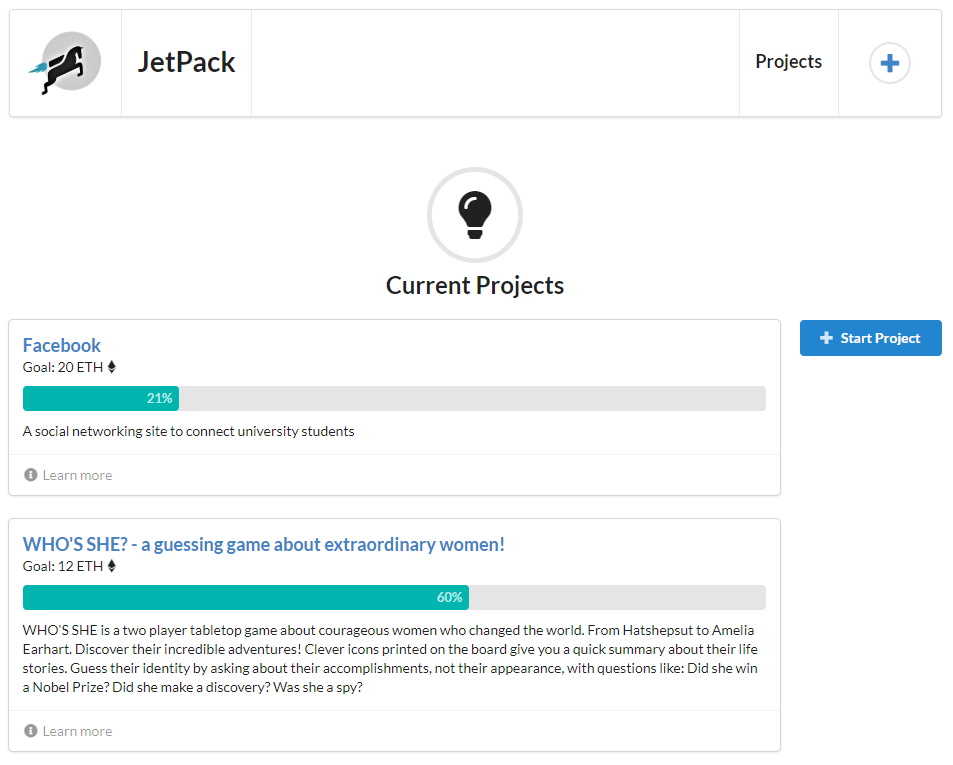 JetPack
Projects
Current Projects
Facebook
Goal: 20 ETH
21%
A social networking site to connect university students
Learn more
Start Project
WHO'S SHE? - a guessing game about extraordinary women!
Goal: 12 ETH
60%
WHO'S SHE is a two player tabletop game about courageous women who changed the world. From Hatshepsut to Amelia
Earhart. Discover their incredible adventures! Clever icons printed on the board give you a quick summary about their life
stories. Guess their identity by asking about their accomplishments, not their appearance, with questions like: Did she win
a Nobel Prize? Did she make a discovery? Was she a spy?
Learn more